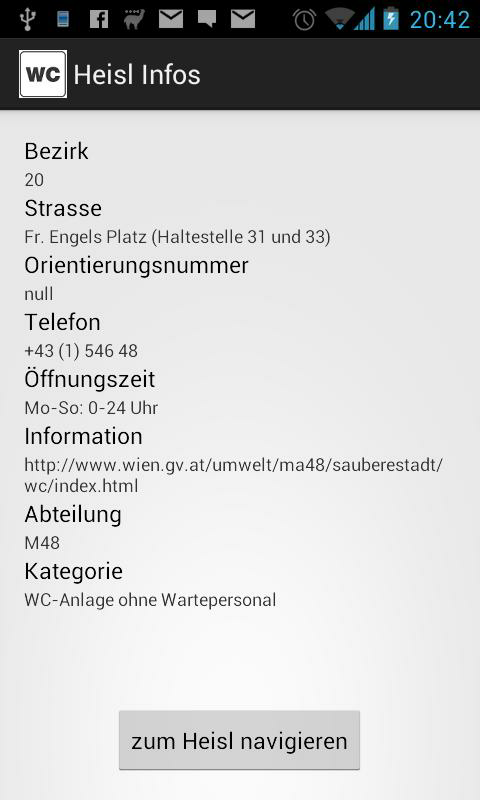 20:42
WC Heisl Infos
Bezirk
20
Strasse
Fr. Engels Platz (Haltestelle 31 und 33)
Orientierungsnummer
null
Telefon
+43 (1) 546 48
Öffnungszeit
Mo-So: 0-24 Uhr
Information
http://www.wien.gv.at/umwelt/ma48/sauberestadt/
wc/index.html
Abteilung
M48
Kategorie
WC-Anlage ohne Wartepersonal
zum Heisl navigieren